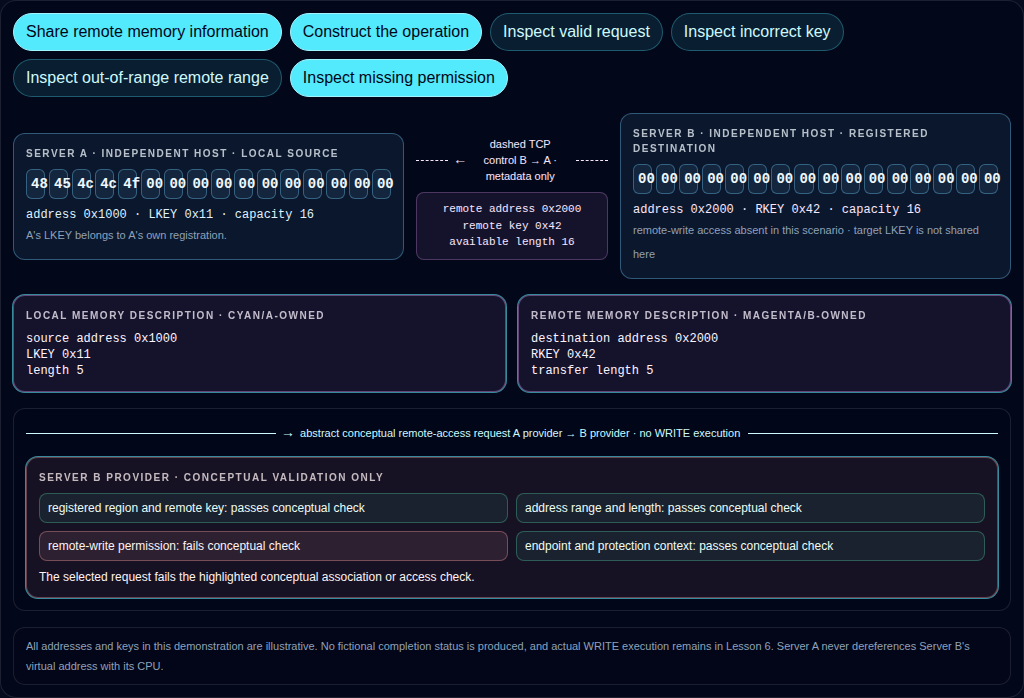 Share remote memory information
Construct the operation
Inspect valid request
Inspect incorrect key
Inspect out-of-range remote range
Inspect missing permission
SERVER A · INDEPENDENT HOST · LOCAL SOURCE
48 45 4c 4c 4f 00 00 00 00 00 00 00 00 00 00 00
address 0x1000 · LKEY 0x11 · capacity 16
A's LKEY belongs to A's own registration.
← dashed TCP
control B → A ·
metadata only
remote address 0x2000
remote key 0x42
available length 16
SERVER B · INDEPENDENT HOST · REGISTERED
DESTINATION
00 00 00 00 00 00 00 00 00 00 00 00 00 00 00 00
address 0x2000 · RKEY 0x42 · capacity 16
remote-write access absent in this scenario · target LKEY is not shared
here
LOCAL MEMORY DESCRIPTION · CYAN/A-OWNED
source address 0x1000
LKEY 0x11
length 5
REMOTE MEMORY DESCRIPTION · MAGENTA/B-OWNED
destination address 0x2000
RKEY 0x42
transfer length 5
→ abstract conceptual remote-access request A provider → B provider · no WRITE execution
SERVER B PROVIDER · CONCEPTUAL VALIDATION ONLY
registered region and remote key: passes conceptual check
address range and length: passes conceptual check
remote-write permission: fails conceptual check
endpoint and protection context: passes conceptual check
The selected request fails the highlighted conceptual association or access check.
All addresses and keys in this demonstration are illustrative. No fictional completion status is produced, and actual WRITE execution remains in Lesson 6. Server A never dereferences Server B's
virtual address with its CPU.